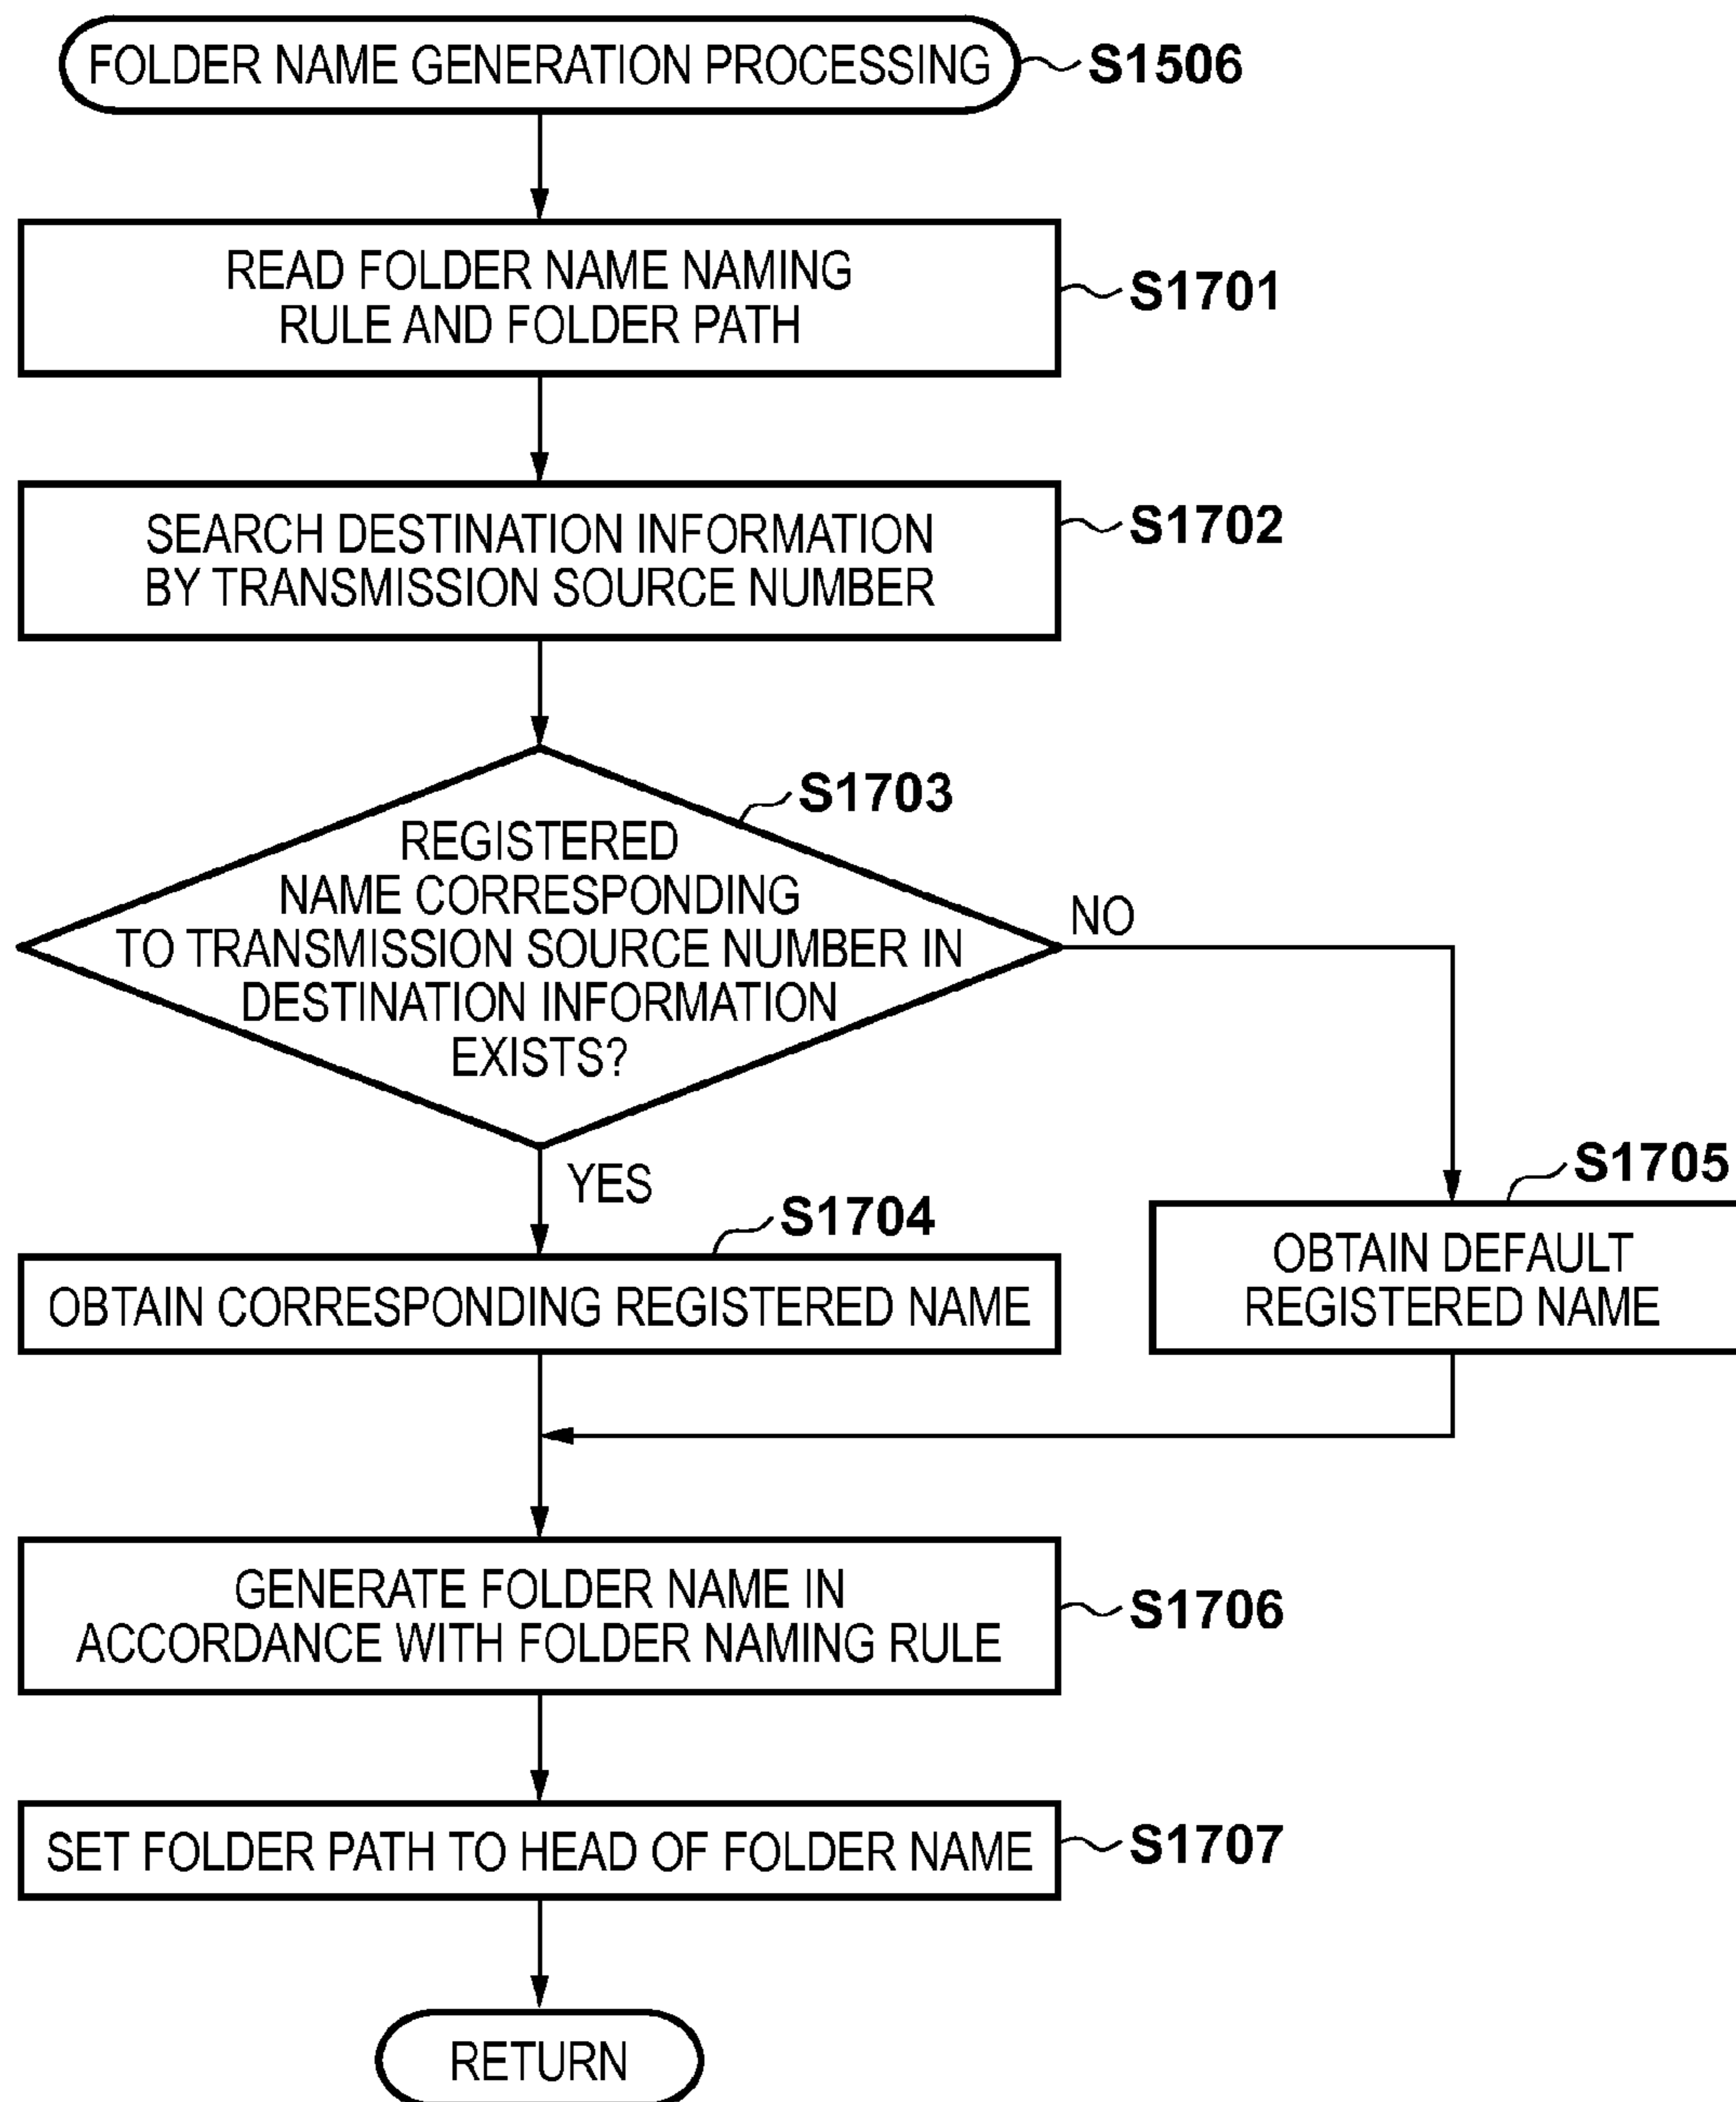 FOLDER NAME GENERATION PROCESSING
S1506
READ FOLDER NAME NAMING
RULE AND FOLDER PATH
S1701
SEARCH DESTINATION INFORMATION
BY TRANSMISSION SOURCE NUMBER
S1702
S1703
REGISTERED
NAME CORRESPONDING
TO TRANSMISSION SOURCE NUMBER IN
DESTINATION INFORMATION
EXISTS?
NO
YES
S1704
OBTAIN CORRESPONDING REGISTERED NAME
S1705
OBTAIN DEFAULT
REGISTERED NAME
GENERATE FOLDER NAME IN
ACCORDANCE WITH FOLDER NAMING RULE
S1706
SET FOLDER PATH TO HEAD OF FOLDER NAME
S1707
RETURN